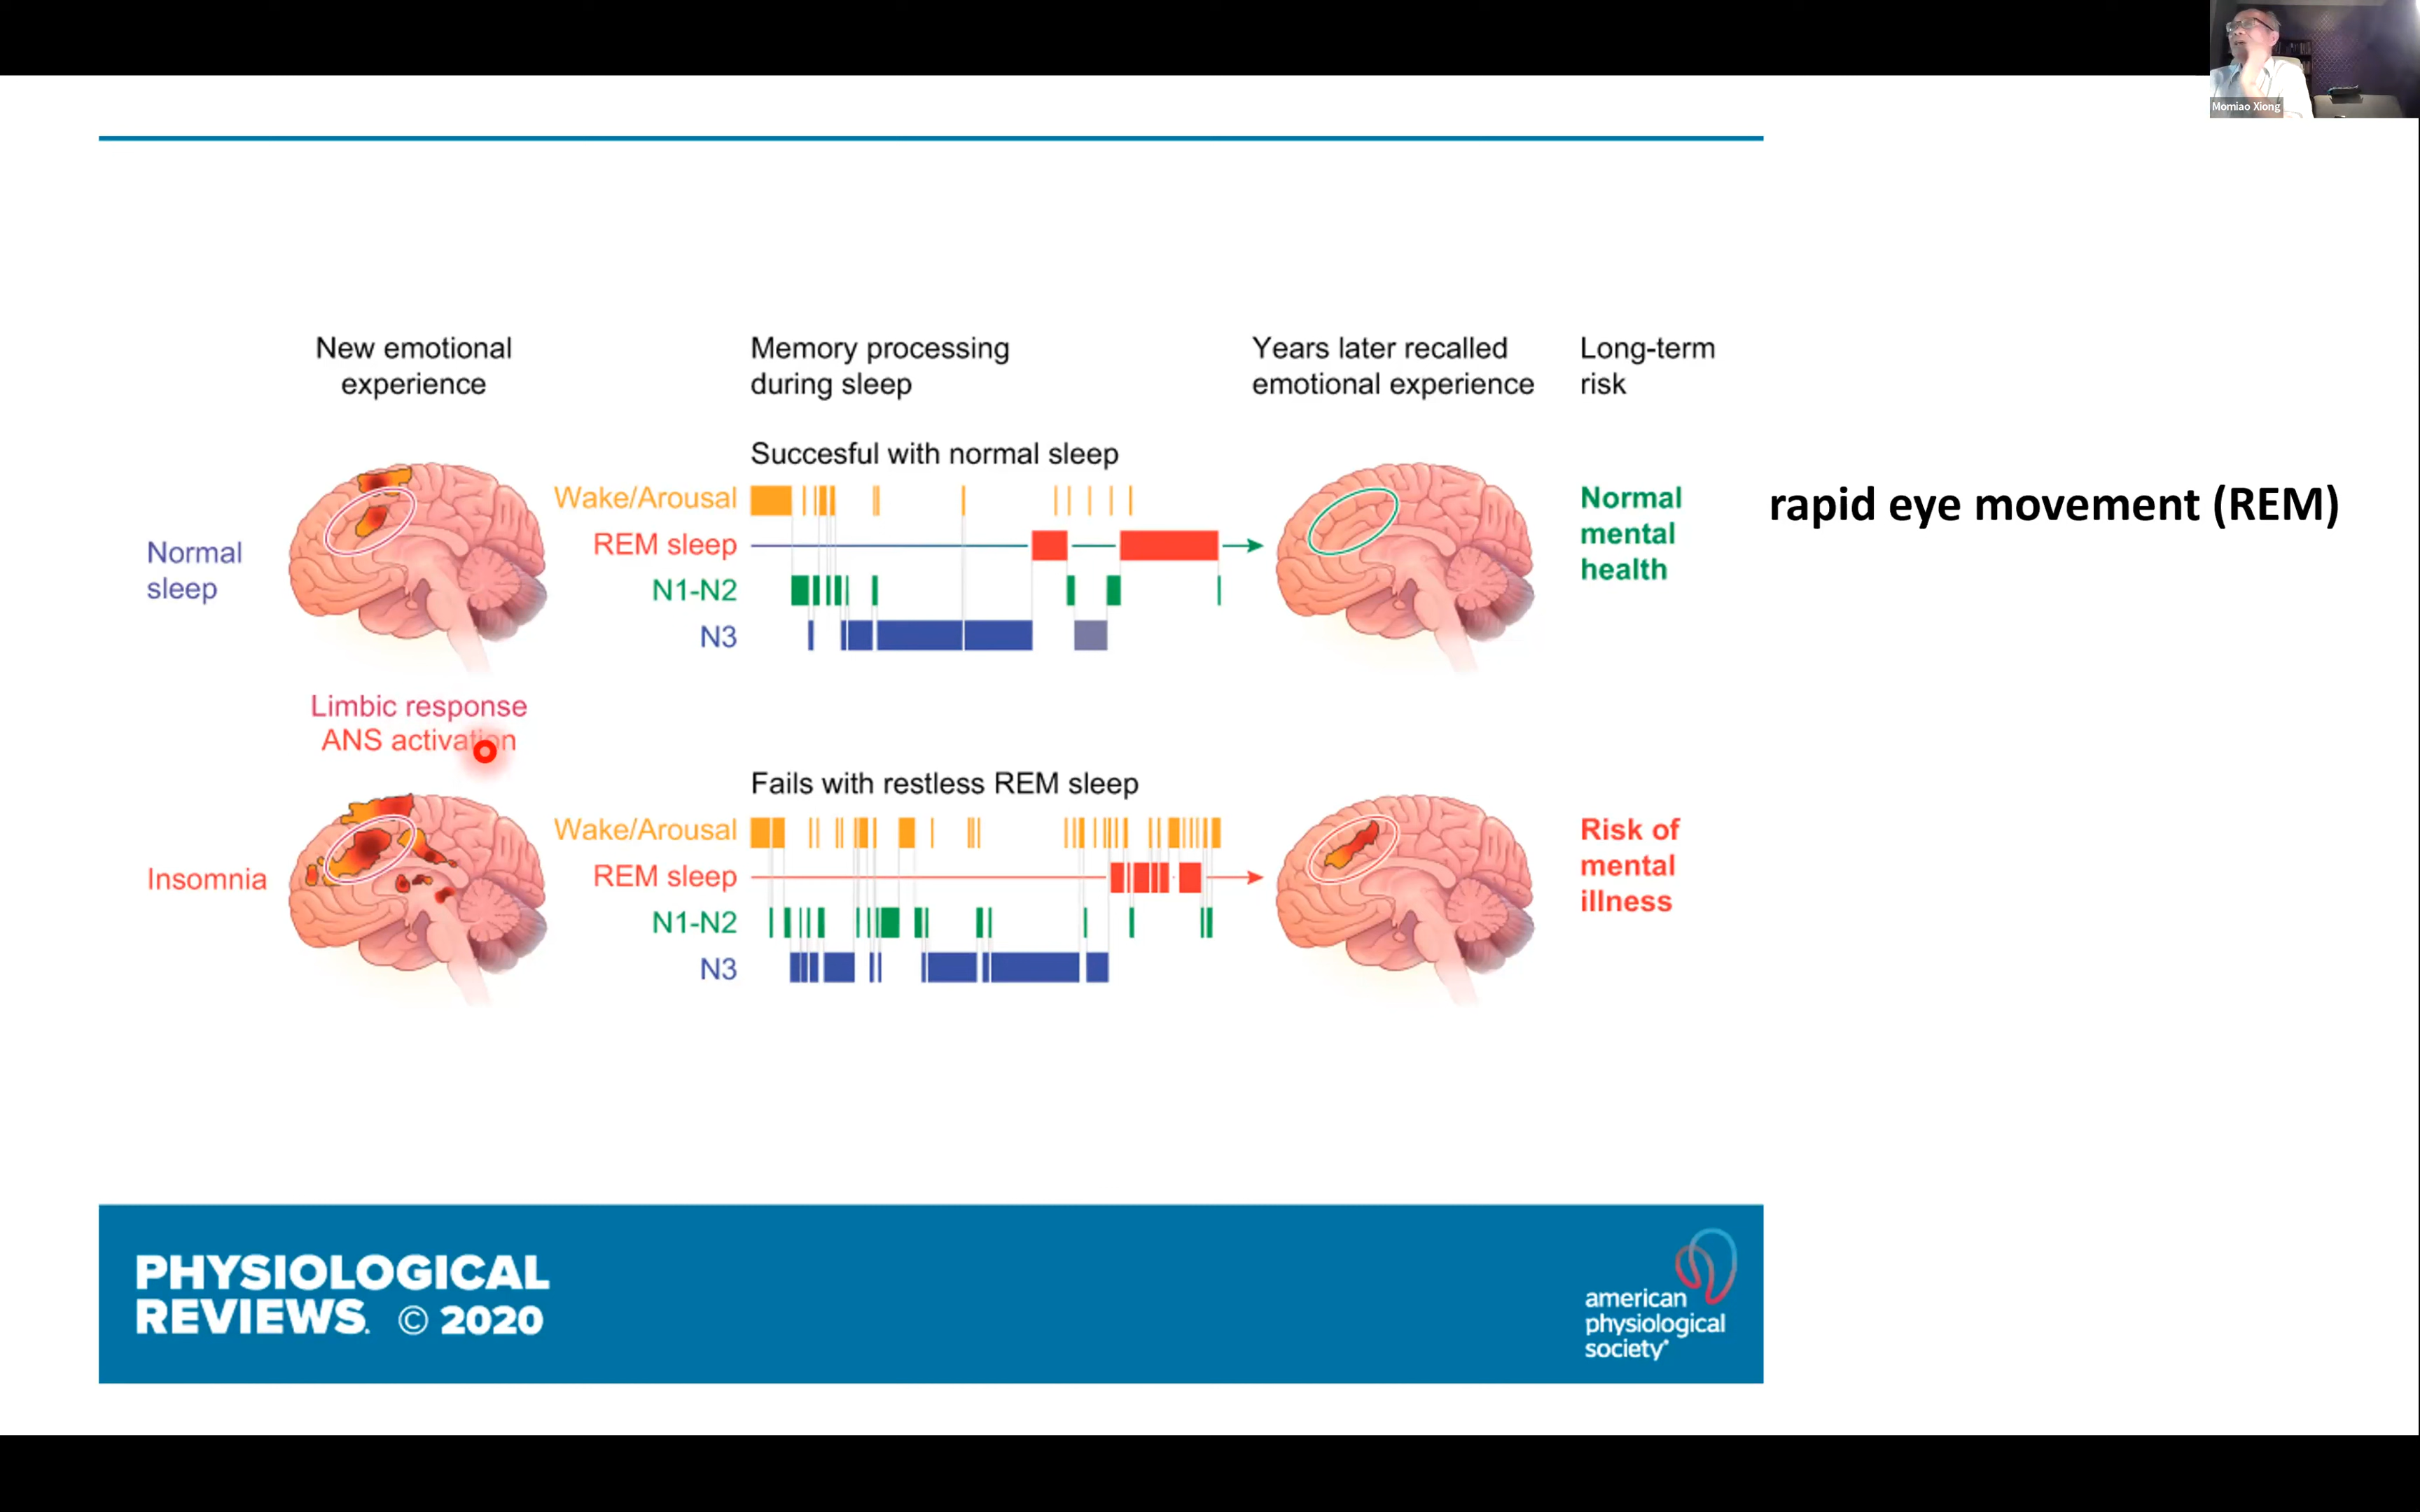 Momiao Xiong
New emotional
experience
Memory processing
during sleep
Years later recalled
emotional experience
Long-term
risk
Succesful with normal sleep
Normal
sleep
Wake/Arousal
REM sleep
N1-N2
N3
Normal
mental
health
rapid eye movement (REM)
Limbic response
ANS activation
Fails with restless REM sleep
Insomnia
Wake/Arousal
REM sleep
N1-N2
N3
Risk of
mental
illness
PHYSIOLOGICAL
REVIEWS. © 2020
american
physiological
society